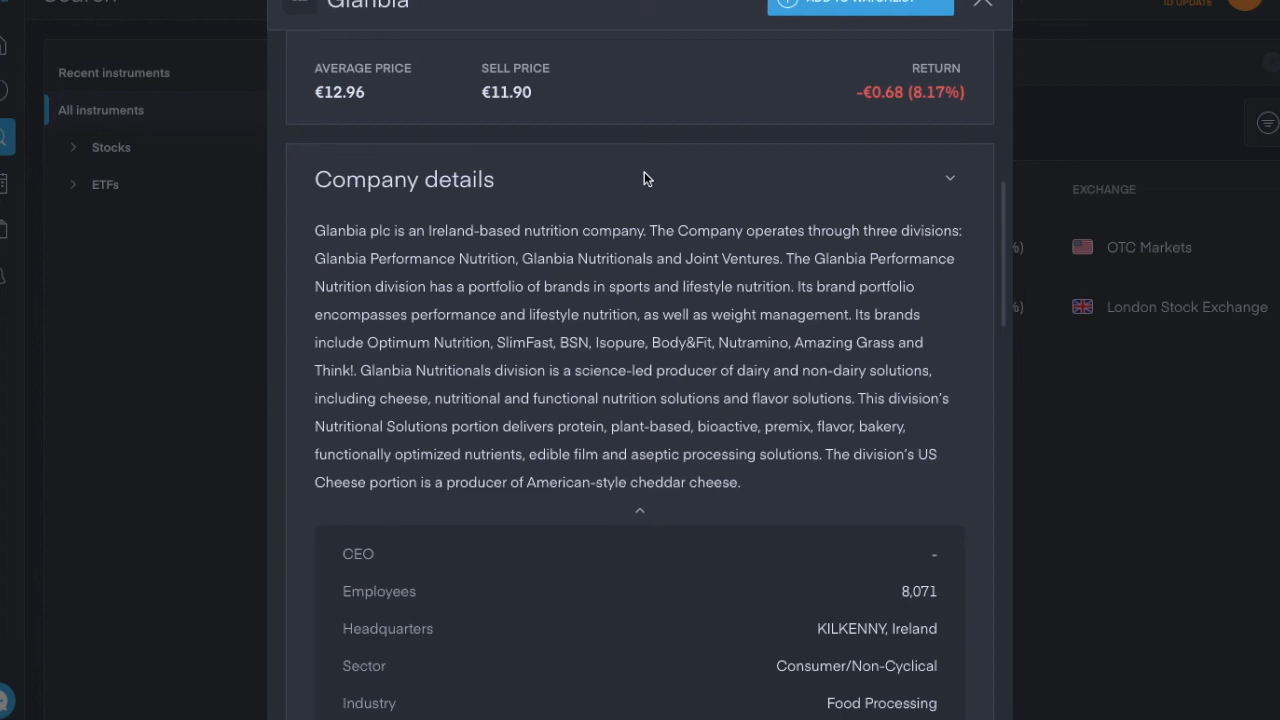 Search
Glanbia
ADD TO WATCHLIST
ID UPDATE
Recent instruments
All instruments
Stocks
ETFs
AVERAGE PRICE
€12.96
SELL PRICE
€11.90
RETURN
-€0.68 (8.17%)
Company details
Glanbia plc is an Ireland-based nutrition company. The Company operates through three divisions:
Glanbia Performance Nutrition, Glanbia Nutritionals and Joint Ventures. The Glanbia Performance
Nutrition division has a portfolio of brands in sports and lifestyle nutrition. Its brand portfolio
encompasses performance and lifestyle nutrition, as well as weight management. Its brands
include Optimum Nutrition, SlimFast, BSN, Isopure, Body&Fit, Nutramino, Amazing Grass and
Think!. Glanbia Nutritionals division is a science-led producer of dairy and non-dairy solutions,
including cheese, nutritional and functional nutrition solutions and flavor solutions. This division's
Nutritional Solutions portion delivers protein, plant-based, bioactive, premix, flavor, bakery,
functionally optimized nutrients, edible film and aseptic processing solutions. The division's US
Cheese portion is a producer of American-style cheddar cheese.
CEO
-
Employees
8,071
Headquarters
KILKENNY, Ireland
Sector
Consumer/Non-Cyclical
Industry
Food Processing
EXCHANGE
%)
OTC Markets
%)
London Stock Exchange